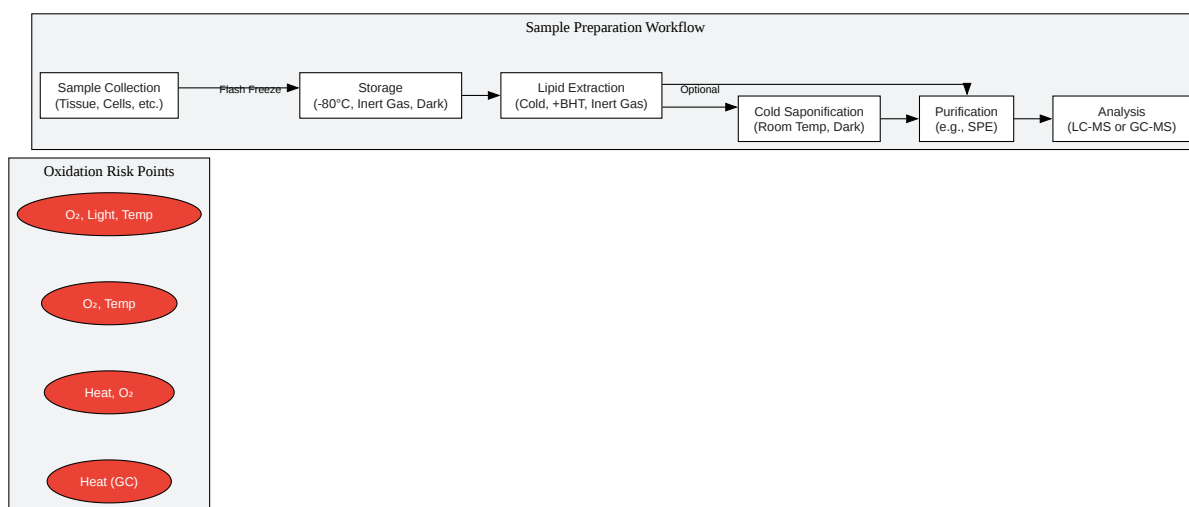 Sample Preparation Workflow
Sample Collection
(Tissue, Cells, etc.)
Flash Freeze
Storage
(-80°C, Inert Gas, Dark)
Lipid Extraction
(Cold, +BHT, Inert Gas)
Optional
Cold Saponification
(Room Temp, Dark)
Purification
(e.g., SPE)
Analysis
(LC-MS or GC-MS)
Oxidation Risk Points
O₂, Light, Temp
O₂, Temp
Heat, O₂
Heat (GC)